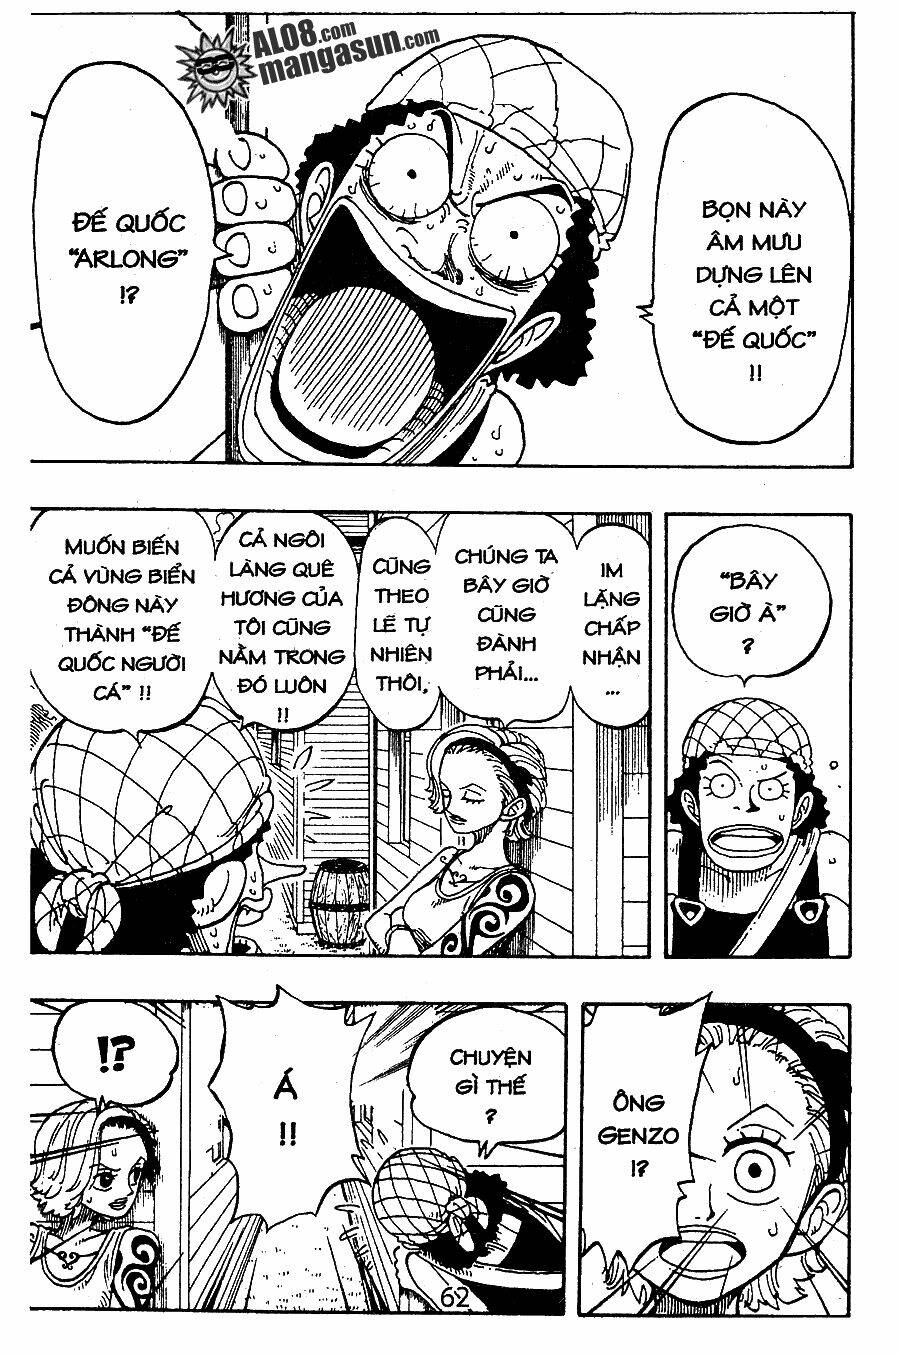 AL08.com
mangasun.com
BỌN NÀY
ÂM MƯU
DỰNG LÊN
CẢ MỘT
“ĐẾ QUỐC”
!!
ĐẾ QUỐC
“ARLONG”
!?
“BÂY
GIỜ À”
?
IM
LẶNG
CHẤP
NHẬN
...
CHÚNG TA
BÂY GIỜ
CŨNG
ĐÀNH
PHẢI...
CŨNG
THEO
LẼ TỰ
NHIÊN
THÔI,
CẢ NGÔI
LÀNG QUÊ
HƯƠNG CỦA
TÔI CŨNG
NẰM TRONG
ĐÓ LUÔN
!!
MUỐN BIẾN
CẢ VÙNG BIỂN
ĐÔNG NÀY
THÀNH “ĐẾ
QUỐC NGƯỜI
CÁ” !!
!!
ÔNG
GENZO
!?
CHUYỆN
GÌ THẾ
?
Á
!!
!?
62